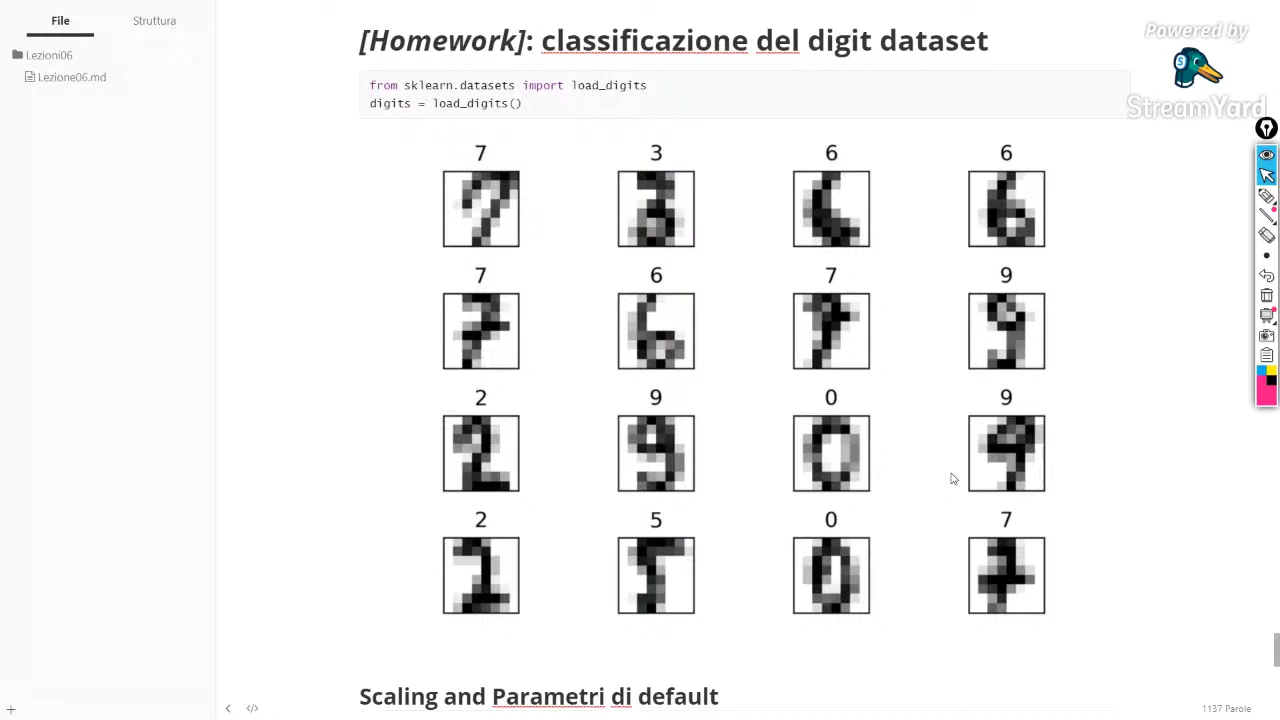 File
Struttura
Lezioni06
Lezione06.md
[Homework]: classificazione del digit dataset
Powered by
StreamYard
from sklearn.datasets import load_digits
digits = load_digits()
7 3 6 6
7 6 7 9
2 9 0 9
2 5 0 7
Scaling and Parametri di default
1137 Parole